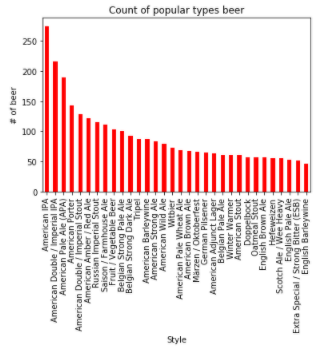 Count of popular types beer
# of beer
250
200
150
100
50
0
American IPA
American Double / Imperial IPA
American Pale Ale (APA)
American Porter
American Double / Imperial Stout
American Amber / Red Ale
Russian Imperial Stout
Saison / Farmhouse Ale
Fruit / Vegetable Beer
Belgian Strong Pale Ale
Belgian Strong Dark Ale
Tripel
American Barleywine
American Strong Ale
American Wild Ale
Witbier
American Pale Wheat Ale
American Brown Ale
Märzen / Oktoberfest
German Pilsener
American Adjunct Lager
Belgian Pale Ale
Winter Warmer
American Stout
Doppelbock
Oatmeal Stout
English Brown Ale
Hefeweizen
Scotch Ale / Wee Heavy
English Pale Ale
Extra Special / Strong Bitter (ESB)
English Barleywine
Style